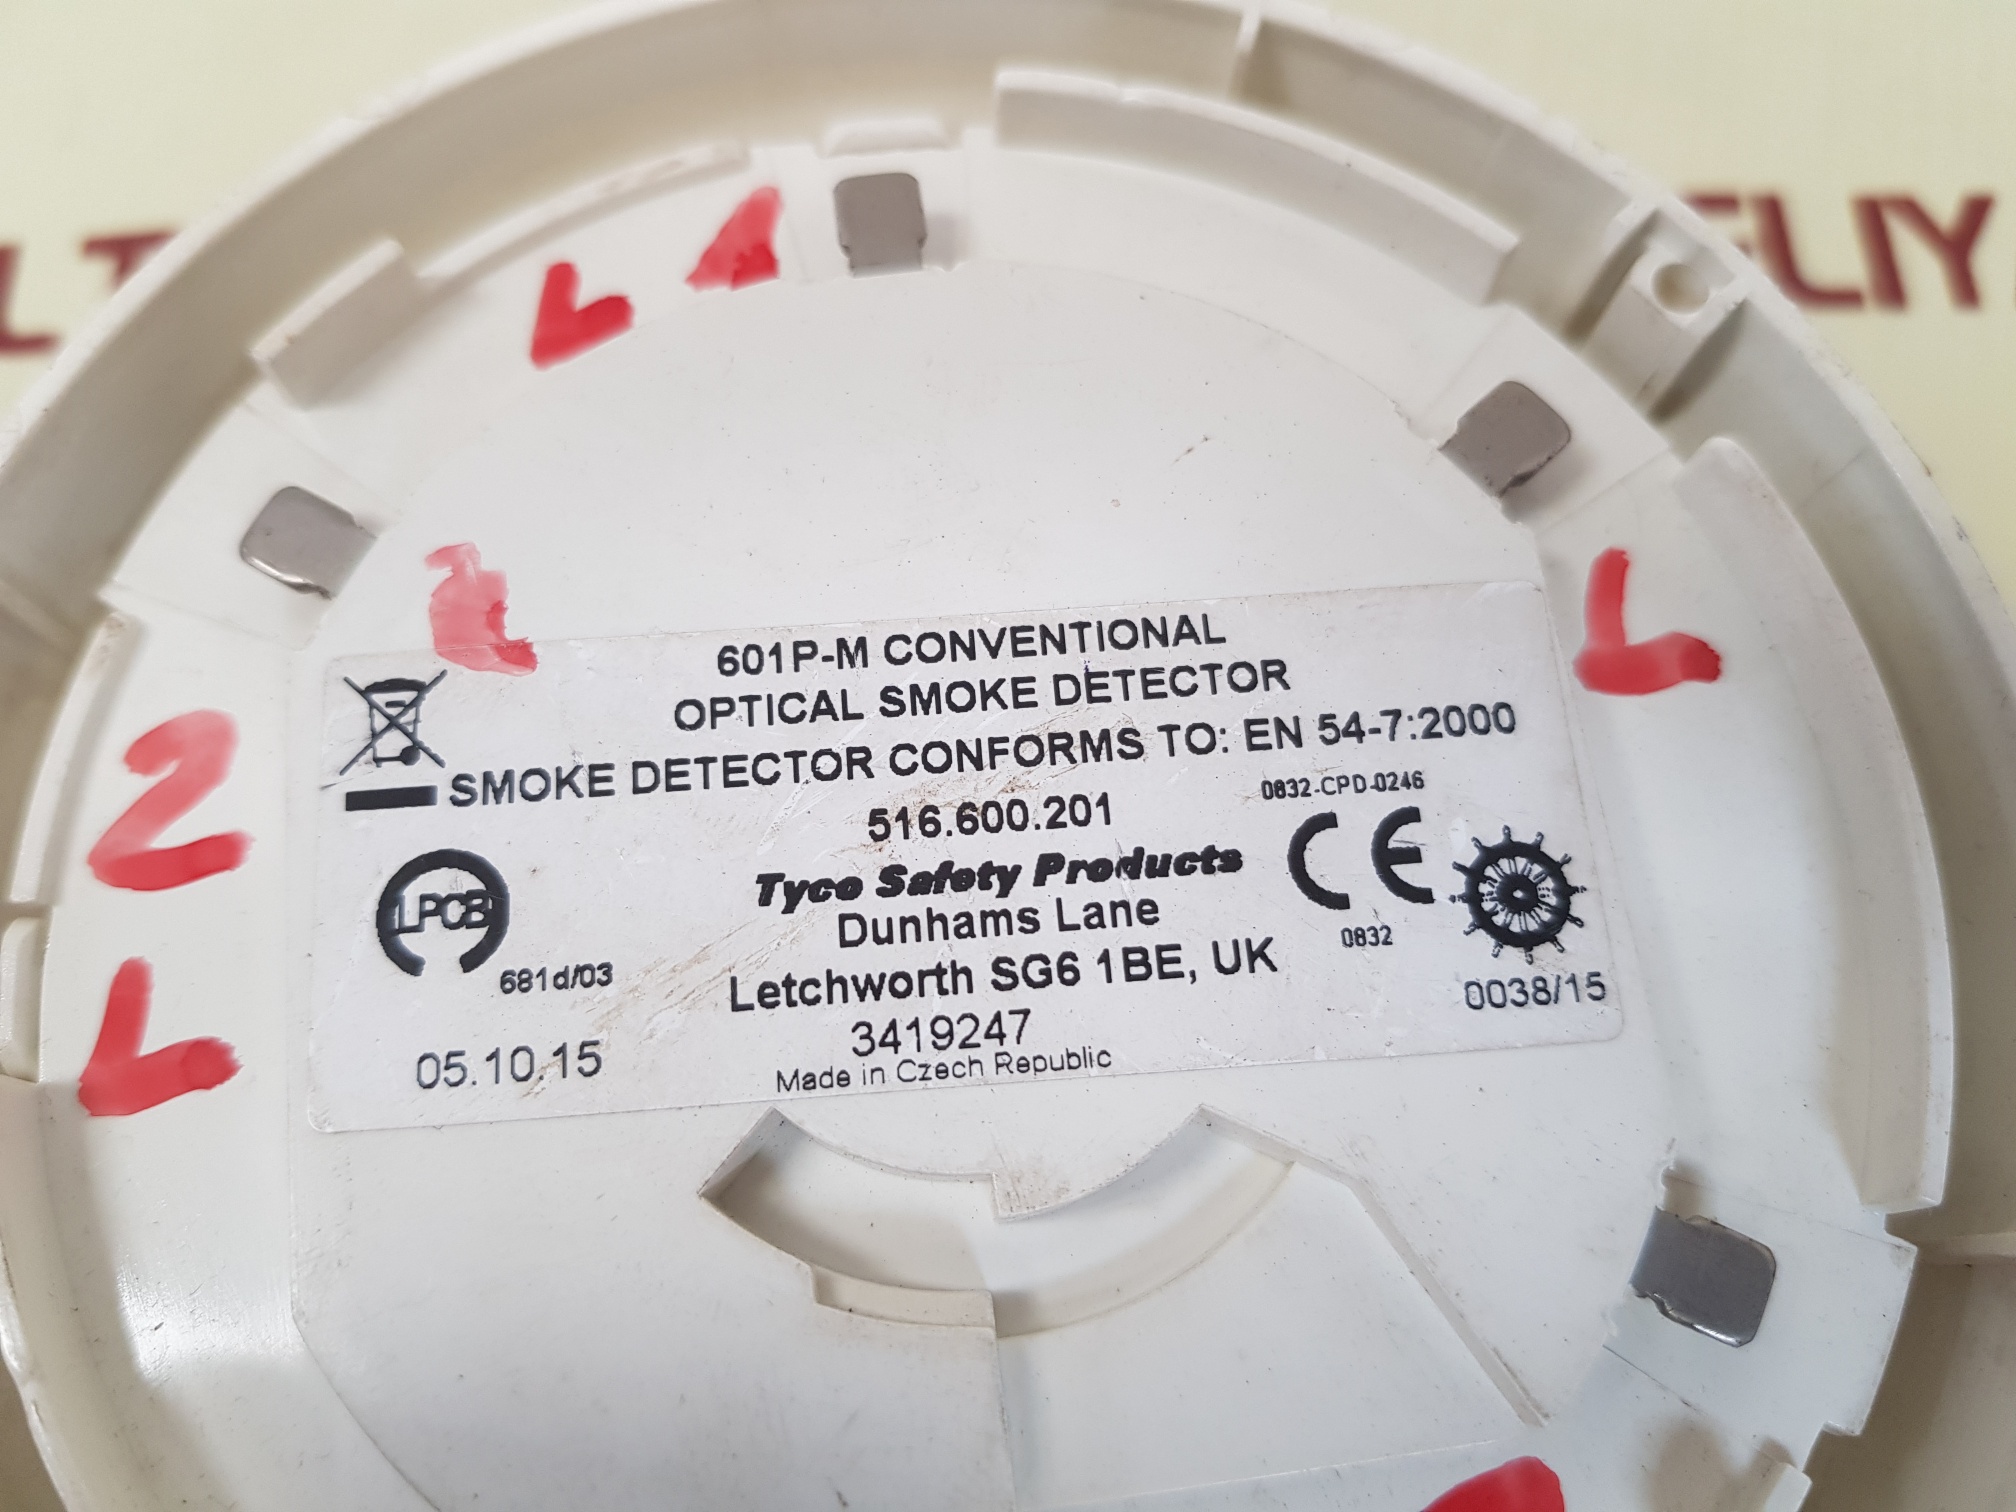 L 1
L
2
L
601P-M CONVENTIONAL
OPTICAL SMOKE DETECTOR
SMOKE DETECTOR CONFORMS TO: EN 54-7:2000
0832-CPD-0246
516.600.201
CE
Tyco Safety Products
Dunhams Lane
0832
LPCB
681d/03
Letchworth SG6 1BE, UK
0038/15
3419247
05.10.15
Made in Czech Republic